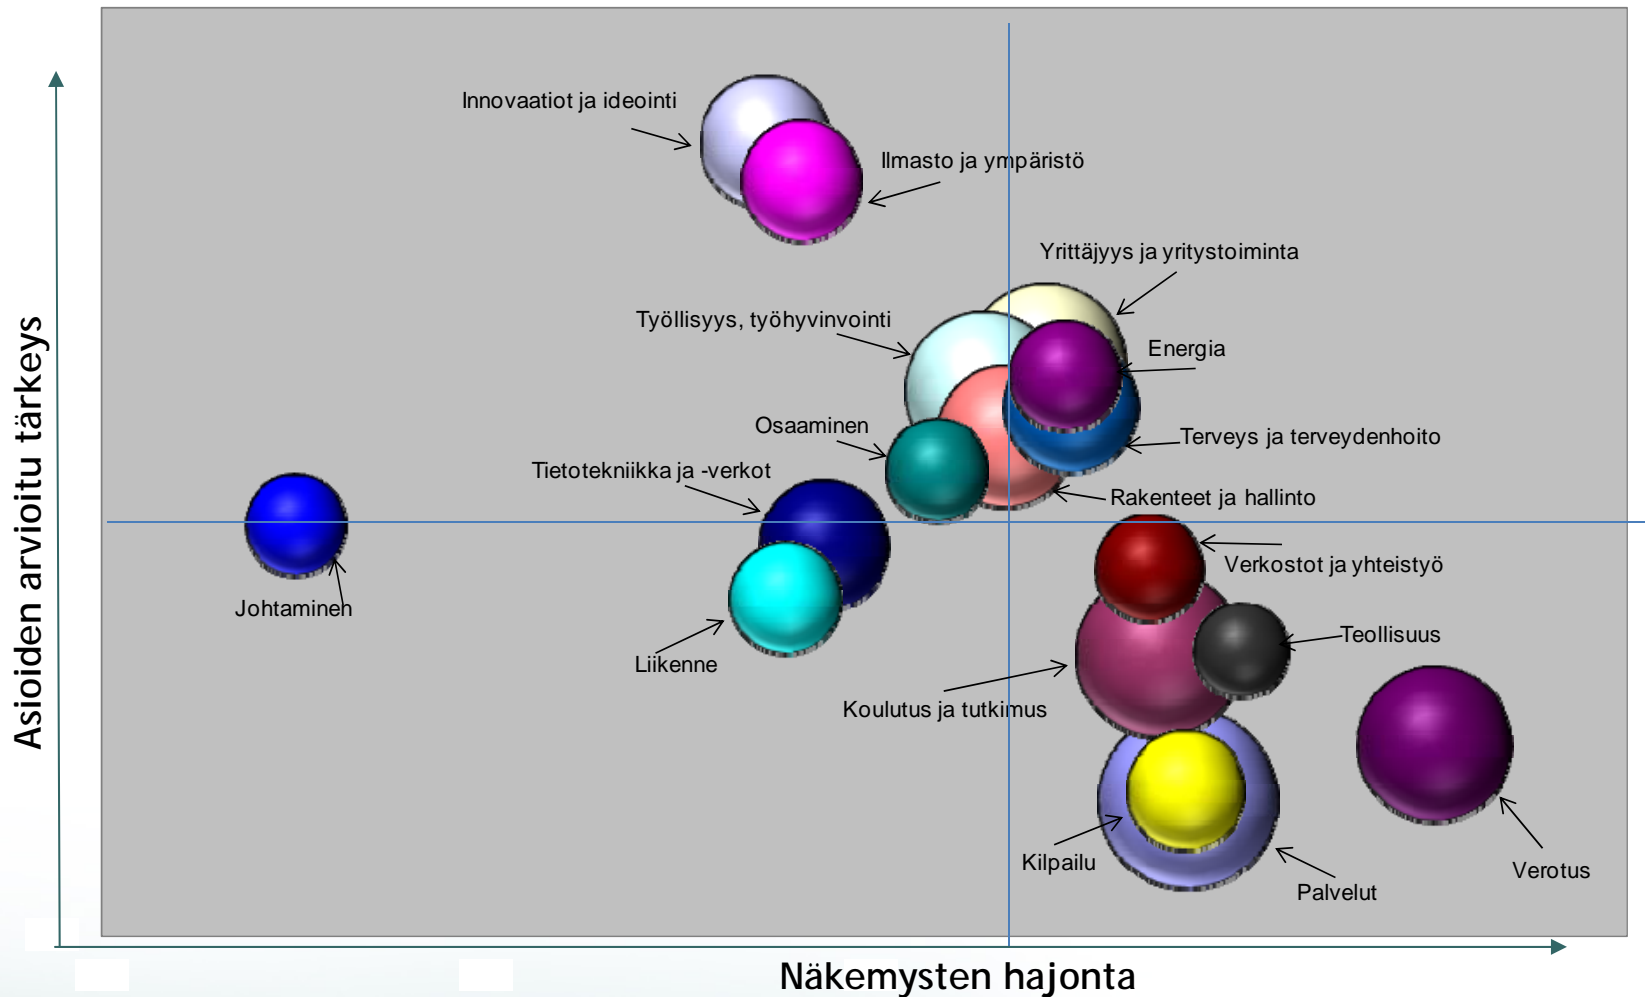 Innovaatiot ja ideointi
Ilmasto ja ympäristö
Yrittäjyys ja yritystoiminta
Työllisyys, työhyvinvointi
Energia
Osaaminen
Terveys ja terveydenhoito
Tietotekniikka ja -verkot
Rakenteet ja hallinto
Verkostot ja yhteistyö
Johtaminen
Teollisuus
Liikenne
Koulutus ja tutkimus
Kilpailu
Verotus
Palvelut
Asioiden arvioitu tärkeys
Näkemysten hajonta